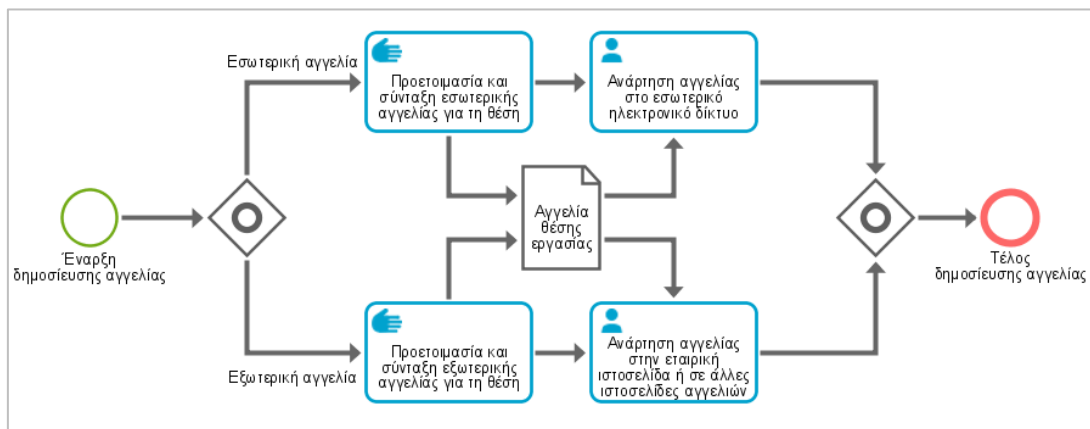 Εσωτερική αγγελία
Προετοιμασία και
σύνταξη εσωτερικής
αγγελίας για τη θέση
Ανάρτηση αγγελίας
στο εσωτερικό
ηλεκτρονικό δίκτυο
Έναρξη
δημοσίευσης αγγελίας
Αγγελία
θέσης
εργασίας
Τέλος
δημοσίευσης αγγελίας
Εξωτερική αγγελία
Προετοιμασία και
σύνταξη εξωτερικής
αγγελίας για τη θέση
Ανάρτηση αγγελίας
στην εταιρική
ιστοσελίδα ή σε άλλες
ιστοσελίδες αγγελιών